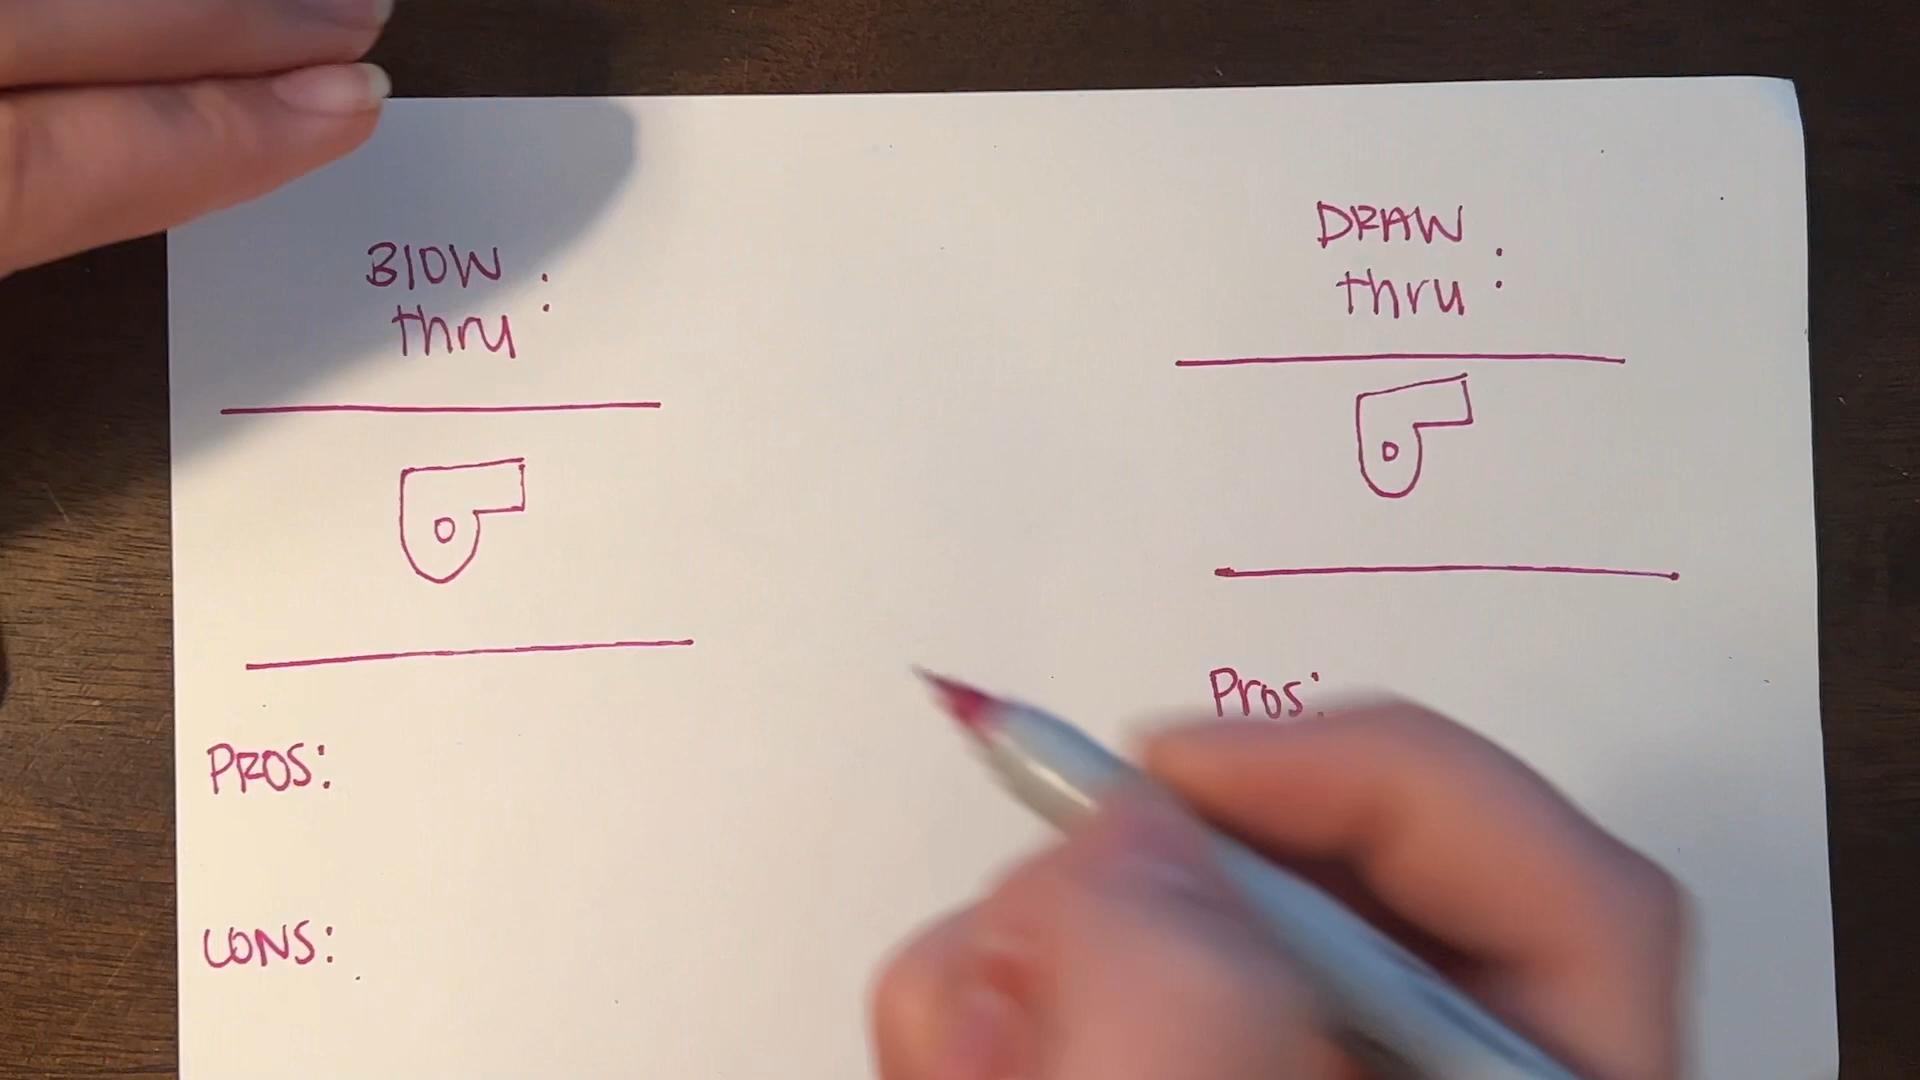 BlOW :
thru
PROS:
CONS:
DRAW :
thru
Pros: